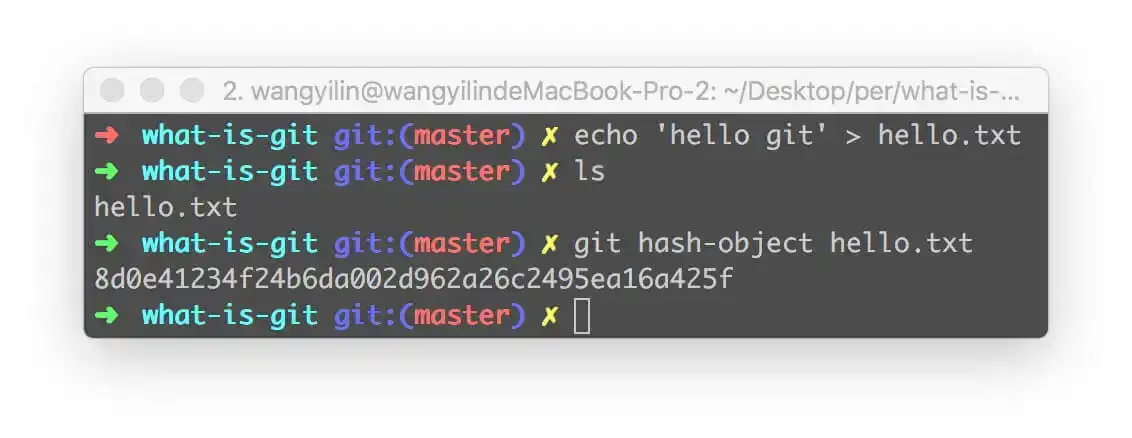 2. wangyilin@wangyilindeMacBook-Pro-2: ~/Desktop/per/what-is-...
➜ what-is-git git:(master) ✗ echo 'hello git' > hello.txt
➜ what-is-git git:(master) ✗ ls
hello.txt
➜ what-is-git git:(master) ✗ git hash-object hello.txt
8d0e41234f24b6da002d962a26c2495ea16a425f
➜ what-is-git git:(master) ✗